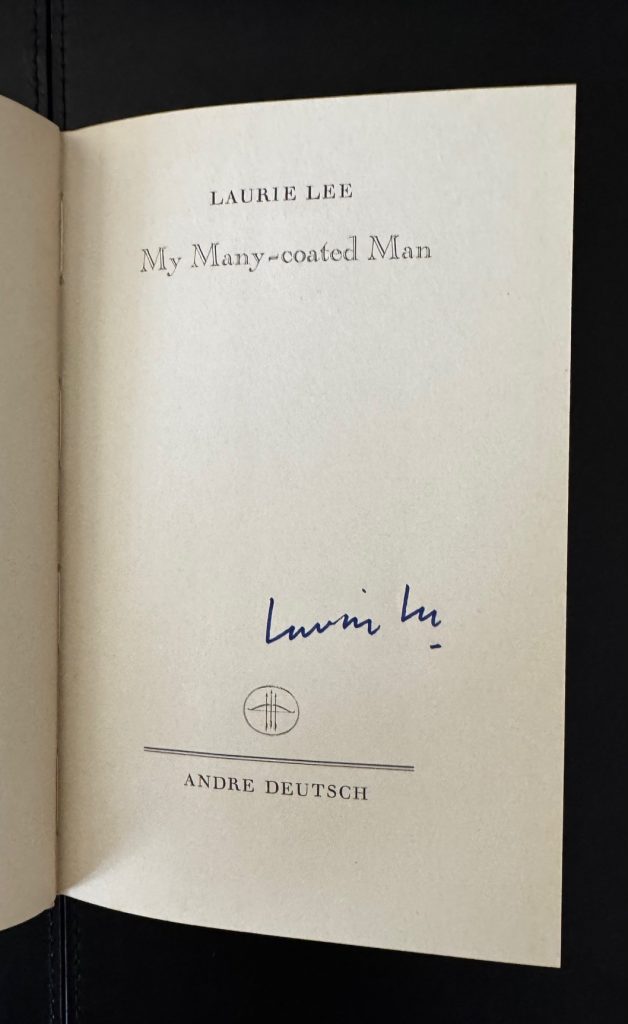 LAURIE LEE
My Many-coated Man
Laurie Lee
ANDRE DEUTSCH